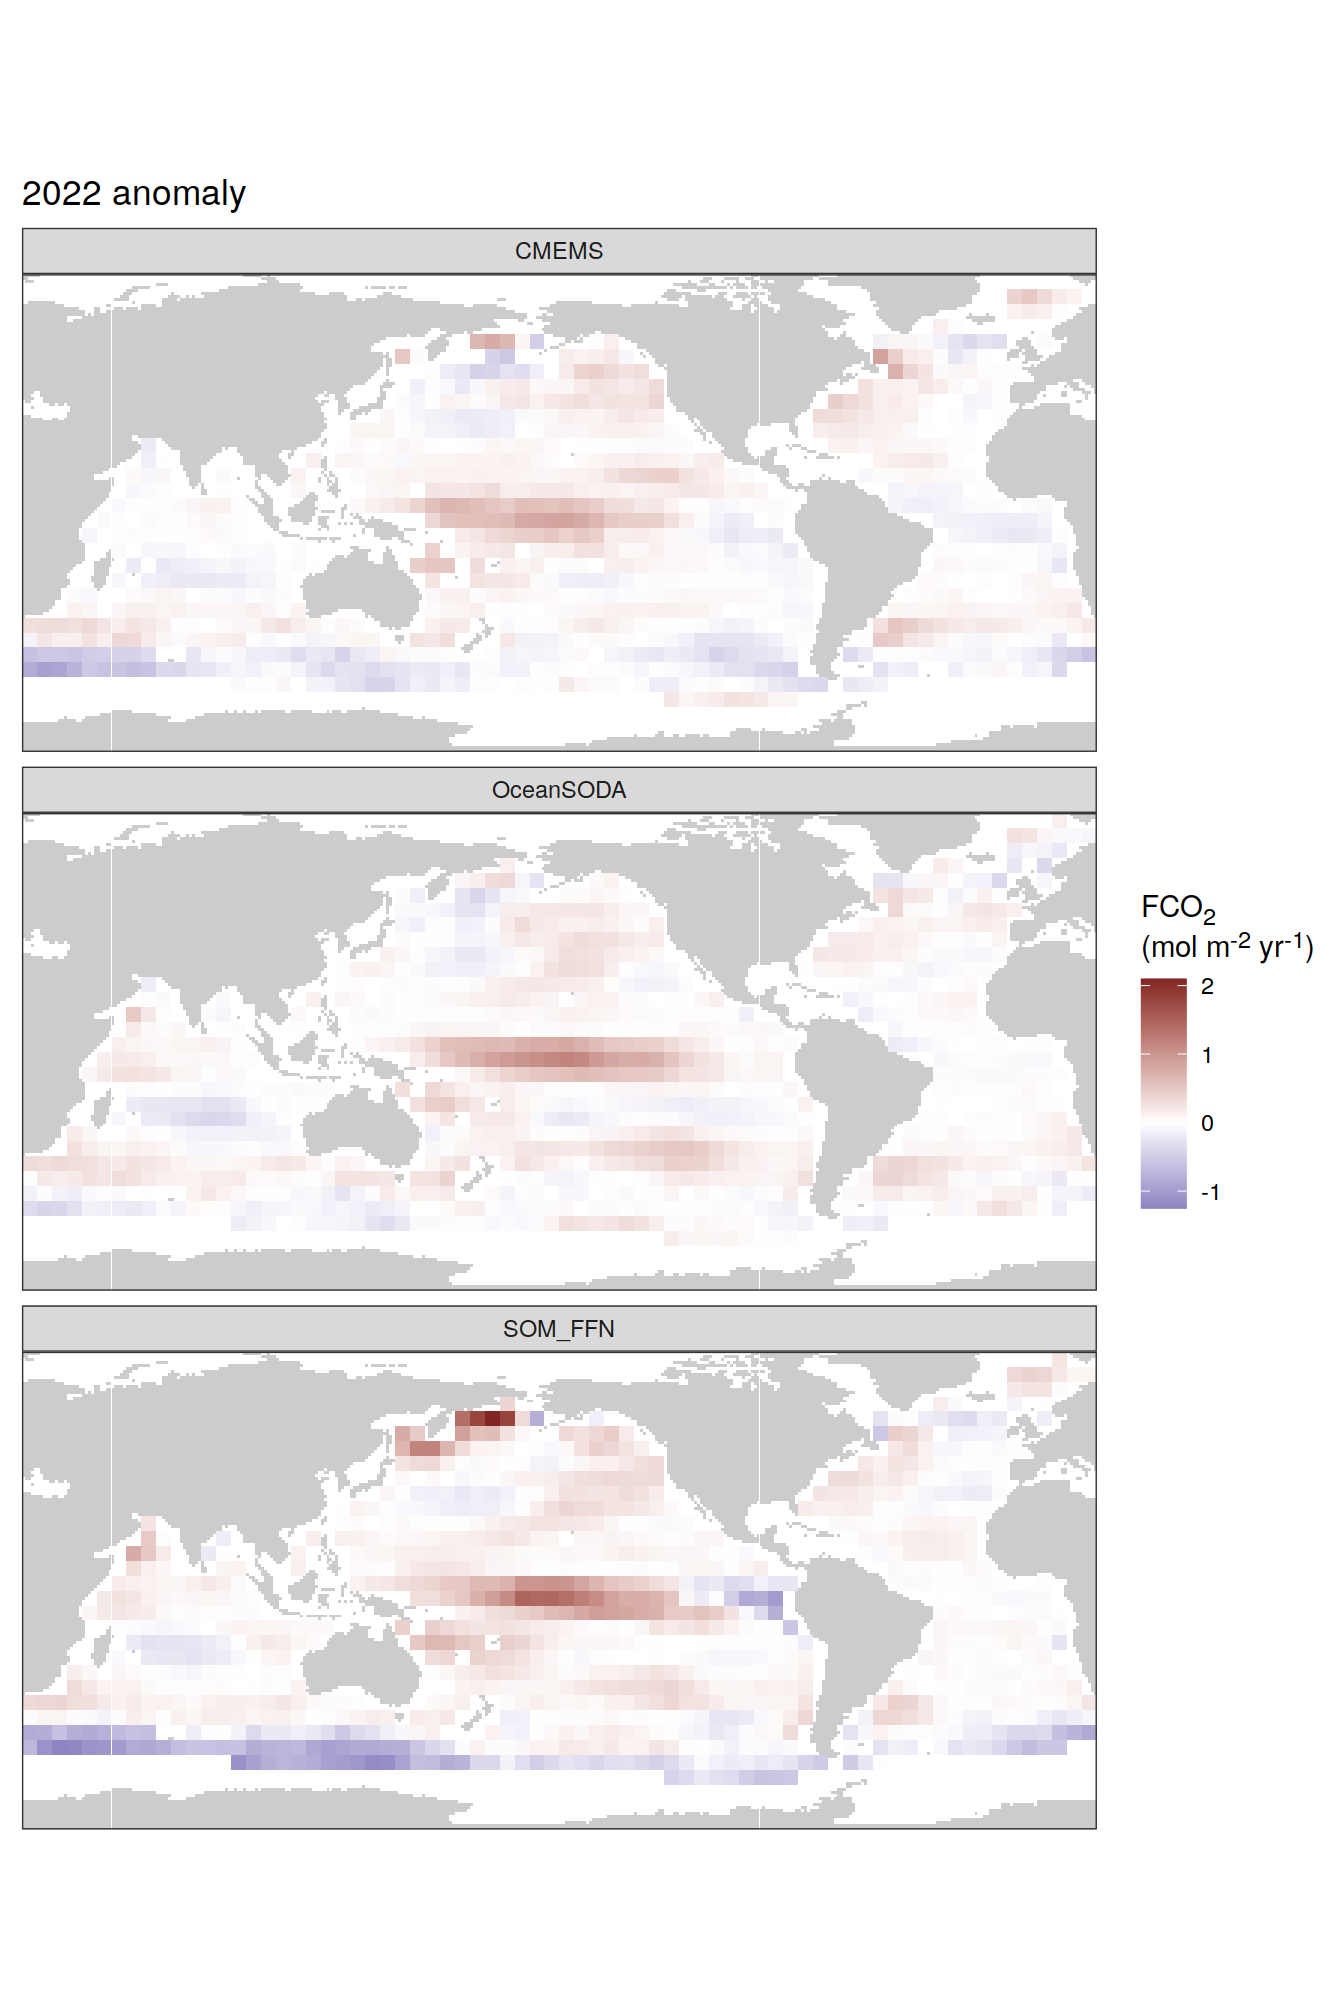 2022 anomaly
CMEMS
OceanSODA
SOM_FFN
FCO₂
(mol m⁻² yr⁻¹)
2
1
0
-1